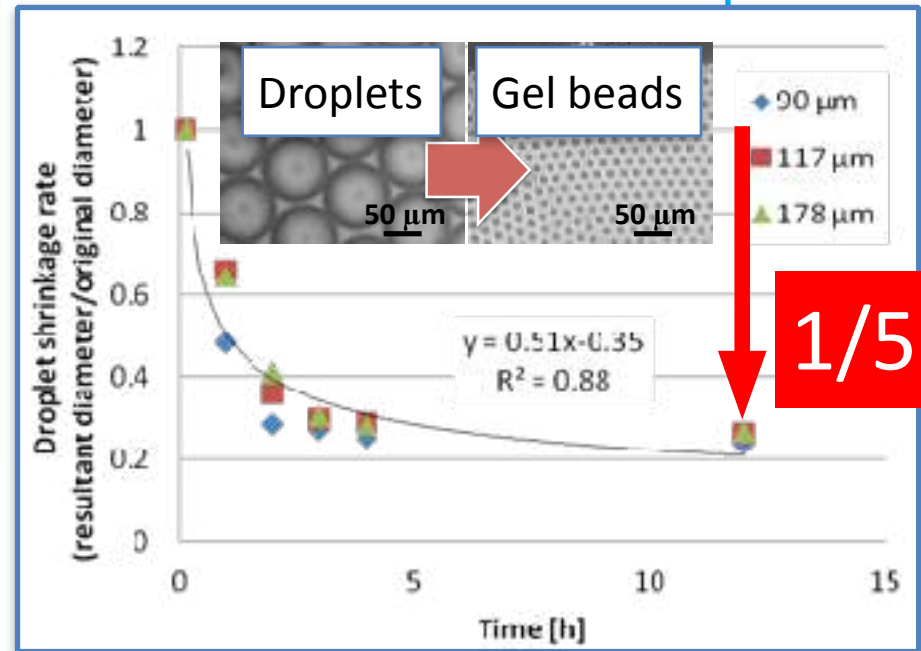 1.2
1
0.8
0.6
0.4
0.2
0
0
5
10
15
Droplet shrinkage rate
(resultant diameter/original diameter)
Time [h]
Droplets
Gel beads
50 µm
50 µm
90 µm
117 µm
178 µm
y = 0.51x-0.35
R² = 0.88
1/5